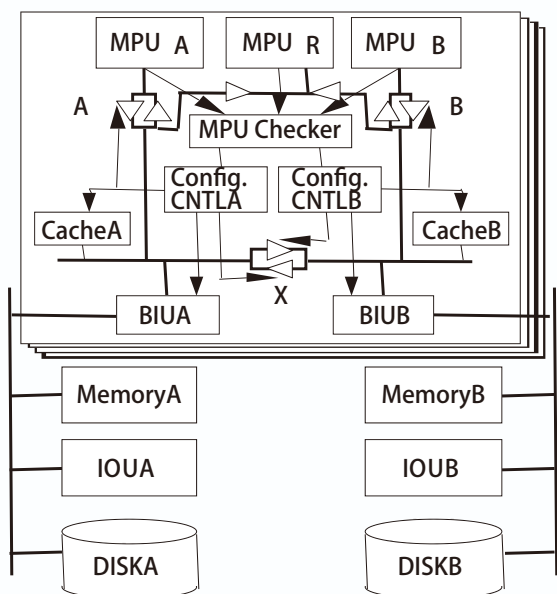 MPU A
MPU R
MPU B
A
B
MPU Checker
Config.
CNTLA
Config.
CNTLB
CacheA
CacheB
X
BIUA
BIUB
MemoryA
MemoryB
IOUA
IOUB
DISKA
DISKB